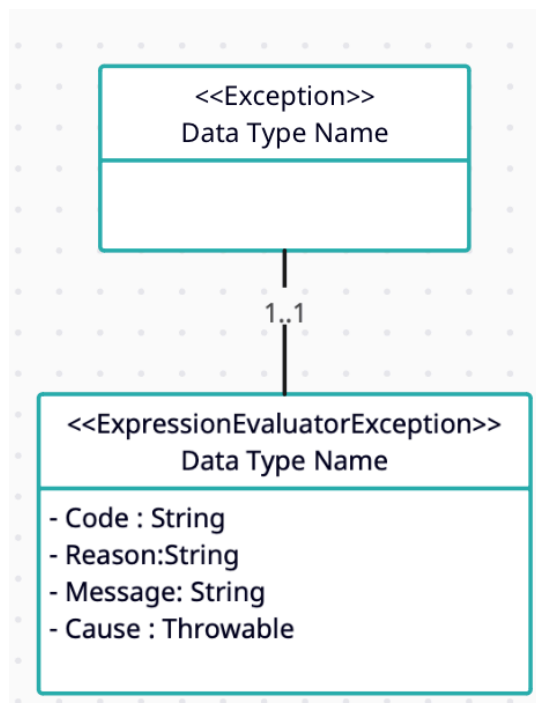 <<Exception>>
Data Type Name
1..1
<<ExpressionEvaluatorException>>
Data Type Name
- Code : String
- Reason:String
- Message: String
- Cause : Throwable